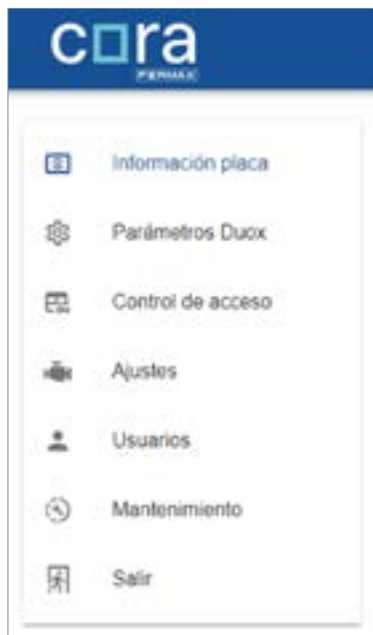 cora
FERMAX
Información placa
Parámetros Duox
Control de acceso
Ajustes
Usuarios
Mantenimiento
Salir